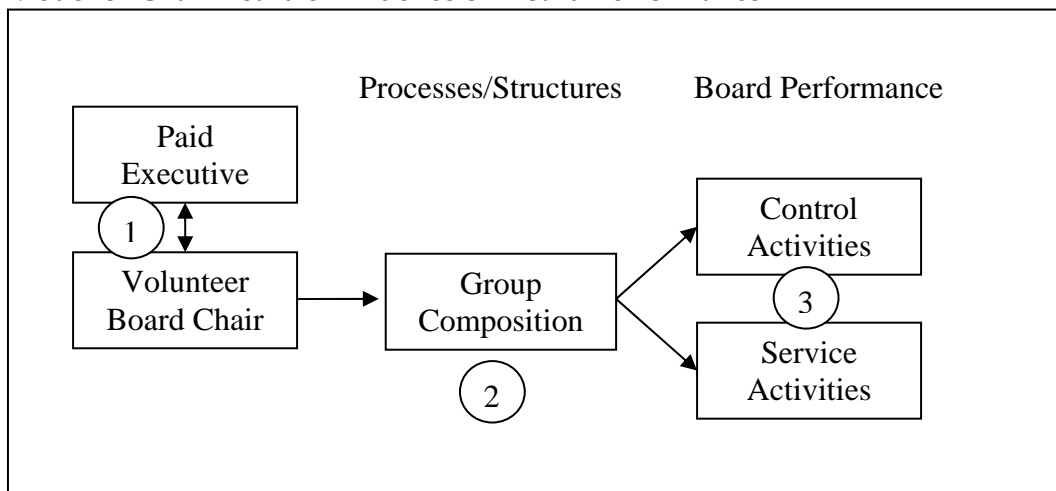 Processes/Structures Board Performance
Paid
Executive
1
Volunteer
Board Chair
Group
Composition
2
Control
Activities
3
Service
Activities